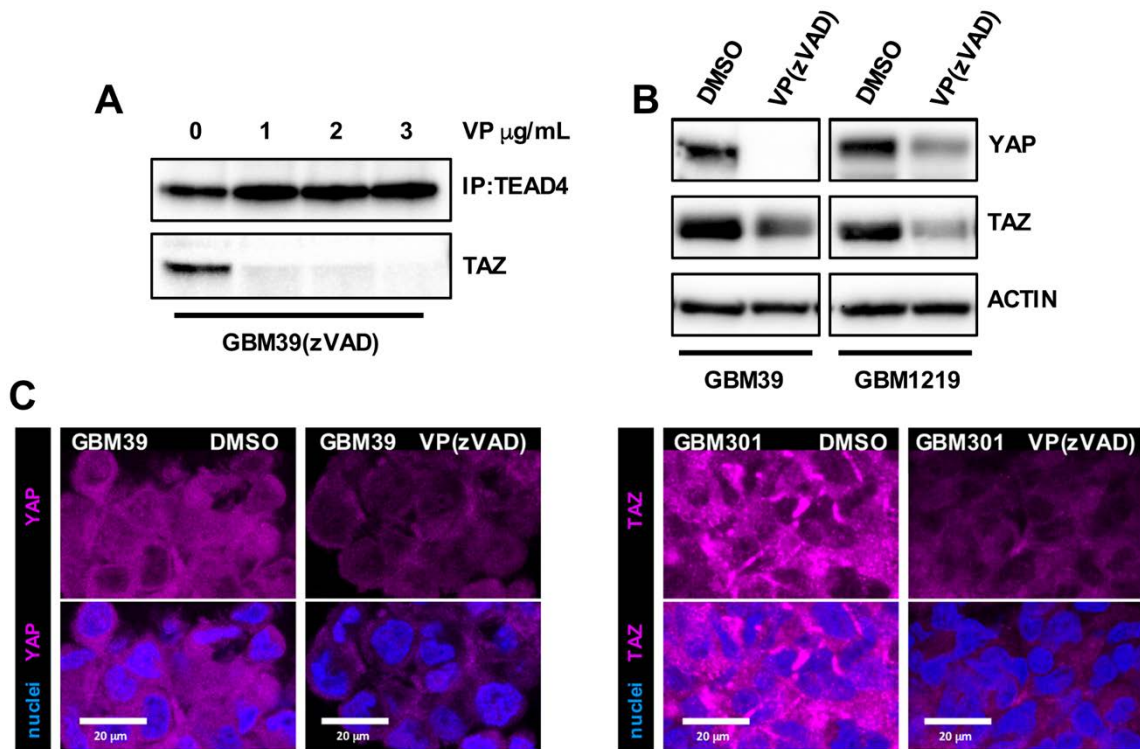 A
0 1 2 3 VP µg/mL
IP:TEAD4
TAZ
GBM39(zVAD)
B
DMSO VP(zVAD) DMSO VP(zVAD)
YAP
TAZ
ACTIN
GBM39 GBM1219
C
YAP
GBM39 DMSO
GBM39 VP(zVAD)
nuclei YAP
20 µm
20 µm
TAZ
GBM301 DMSO
GBM301 VP(zVAD)
nuclei TAZ
20 µm
20 µm